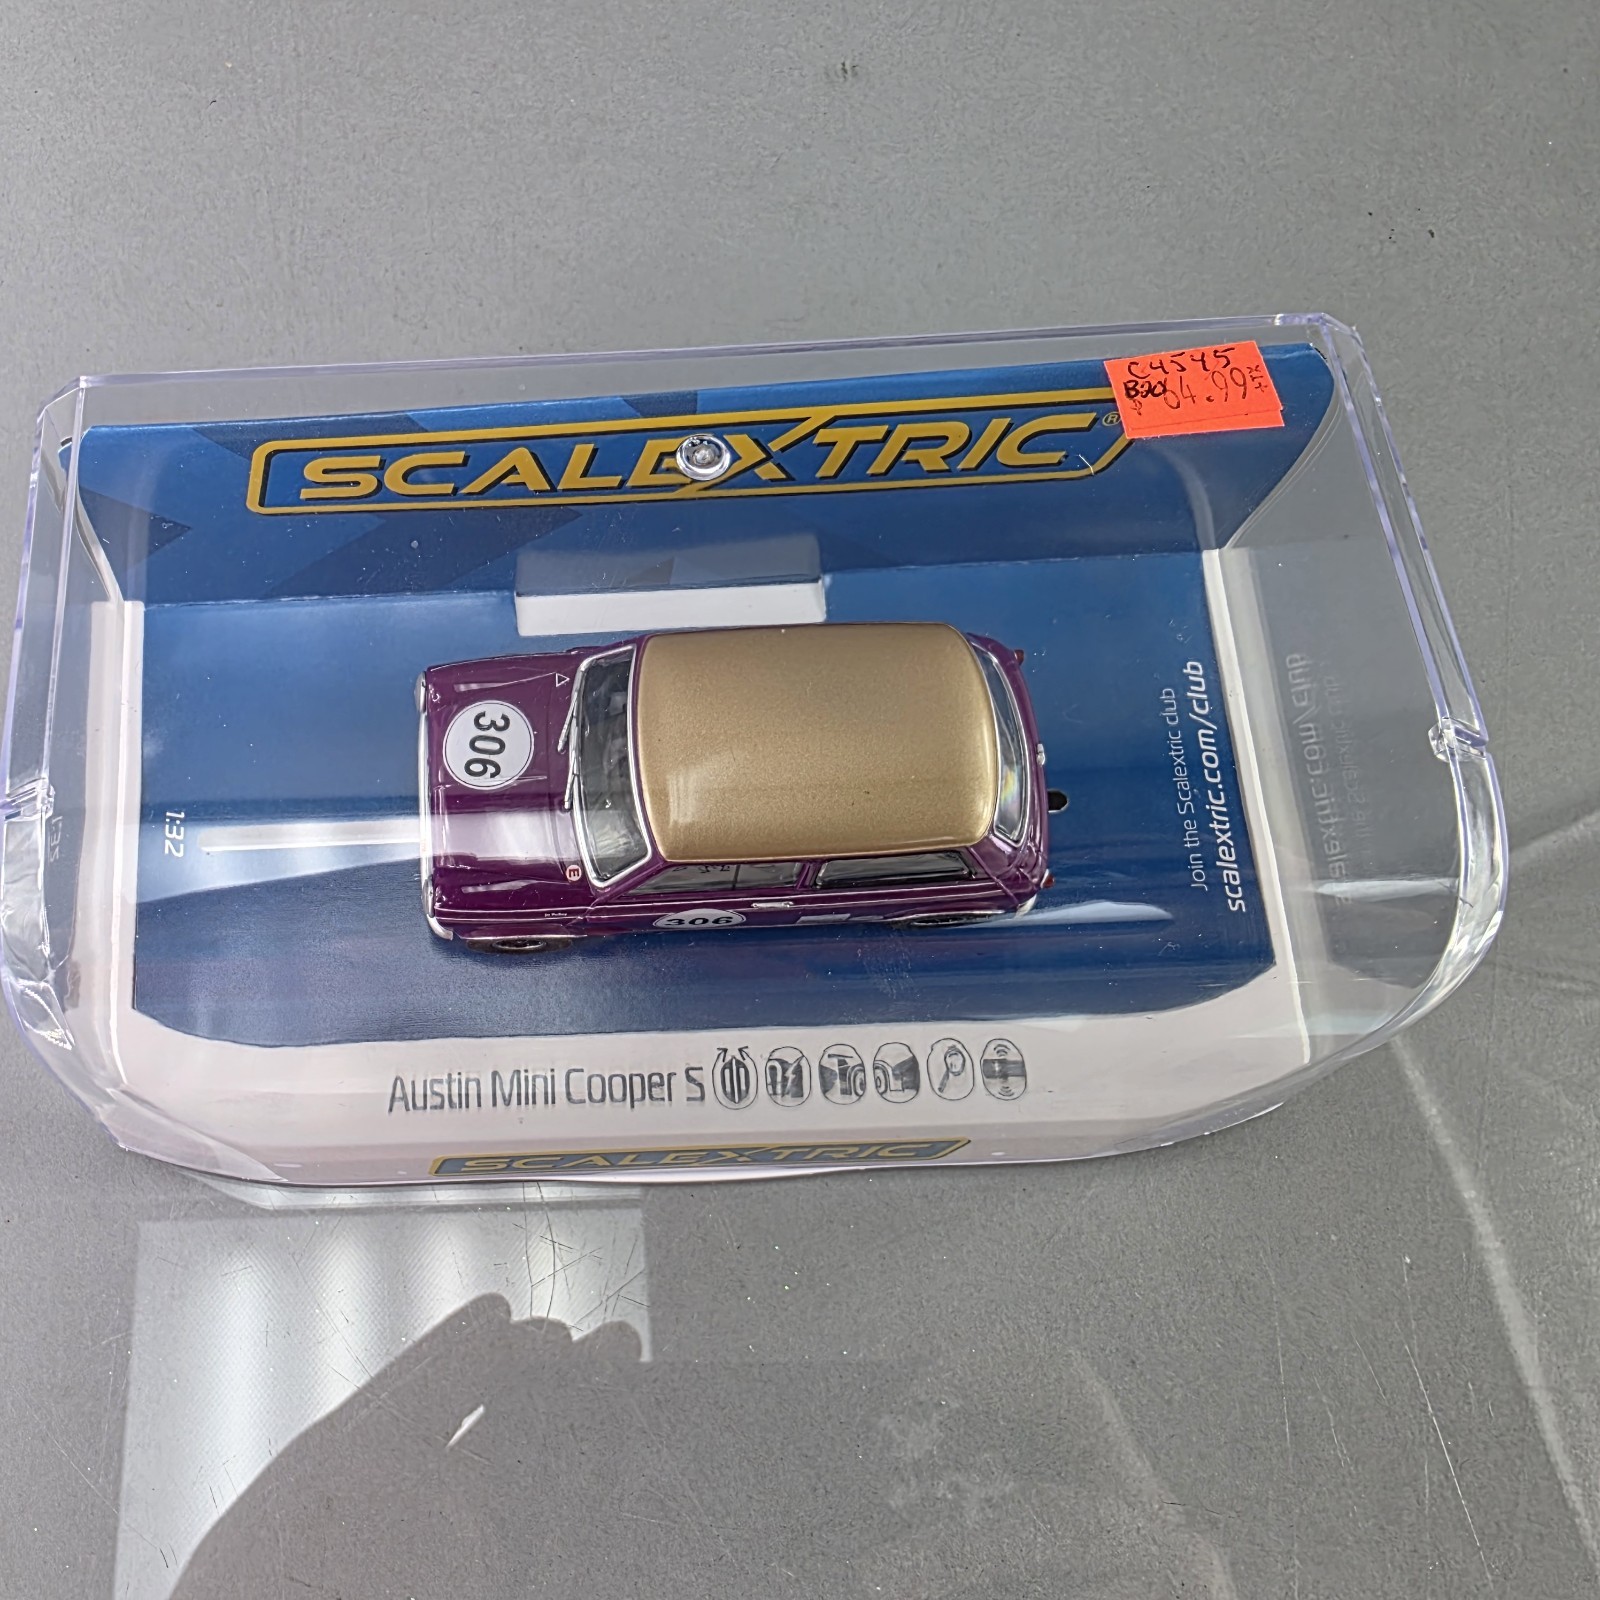 C4545
64.99
SCALEXTRIC®
306
E
306
1:32
Join the Scalextric club
scalextric.com/club
Austin Mini Cooper S
SCALEXTRIC